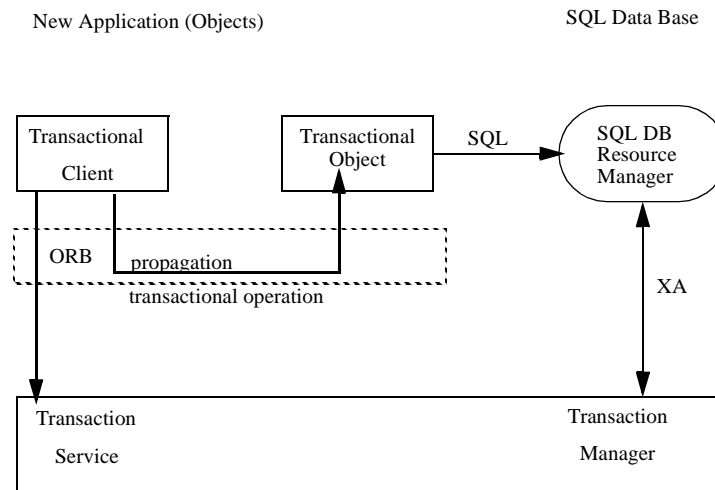 New Application (Objects)
SQL Data Base
Transactional
Client
Transactional
Object
SQL
SQL DB
Resource
Manager
ORB
propagation
transactional operation
XA
Transaction
Service
Transaction
Manager